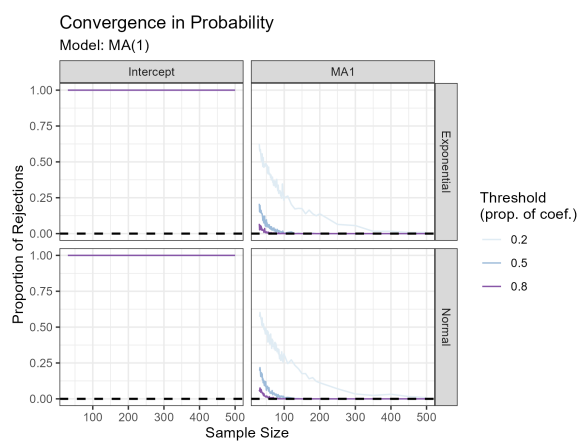 Convergence in Probability
Model: MA(1)
Intercept
MA1
1.00
0.75
0.50
0.25
0.00
Exponential
1.00
0.75
0.50
0.25
0.00
Normal
Proportion of Rejections
100 200 300 400 500
100 200 300 400 500
Sample Size
Threshold
(prop. of coef.)
0.2
0.5
0.8